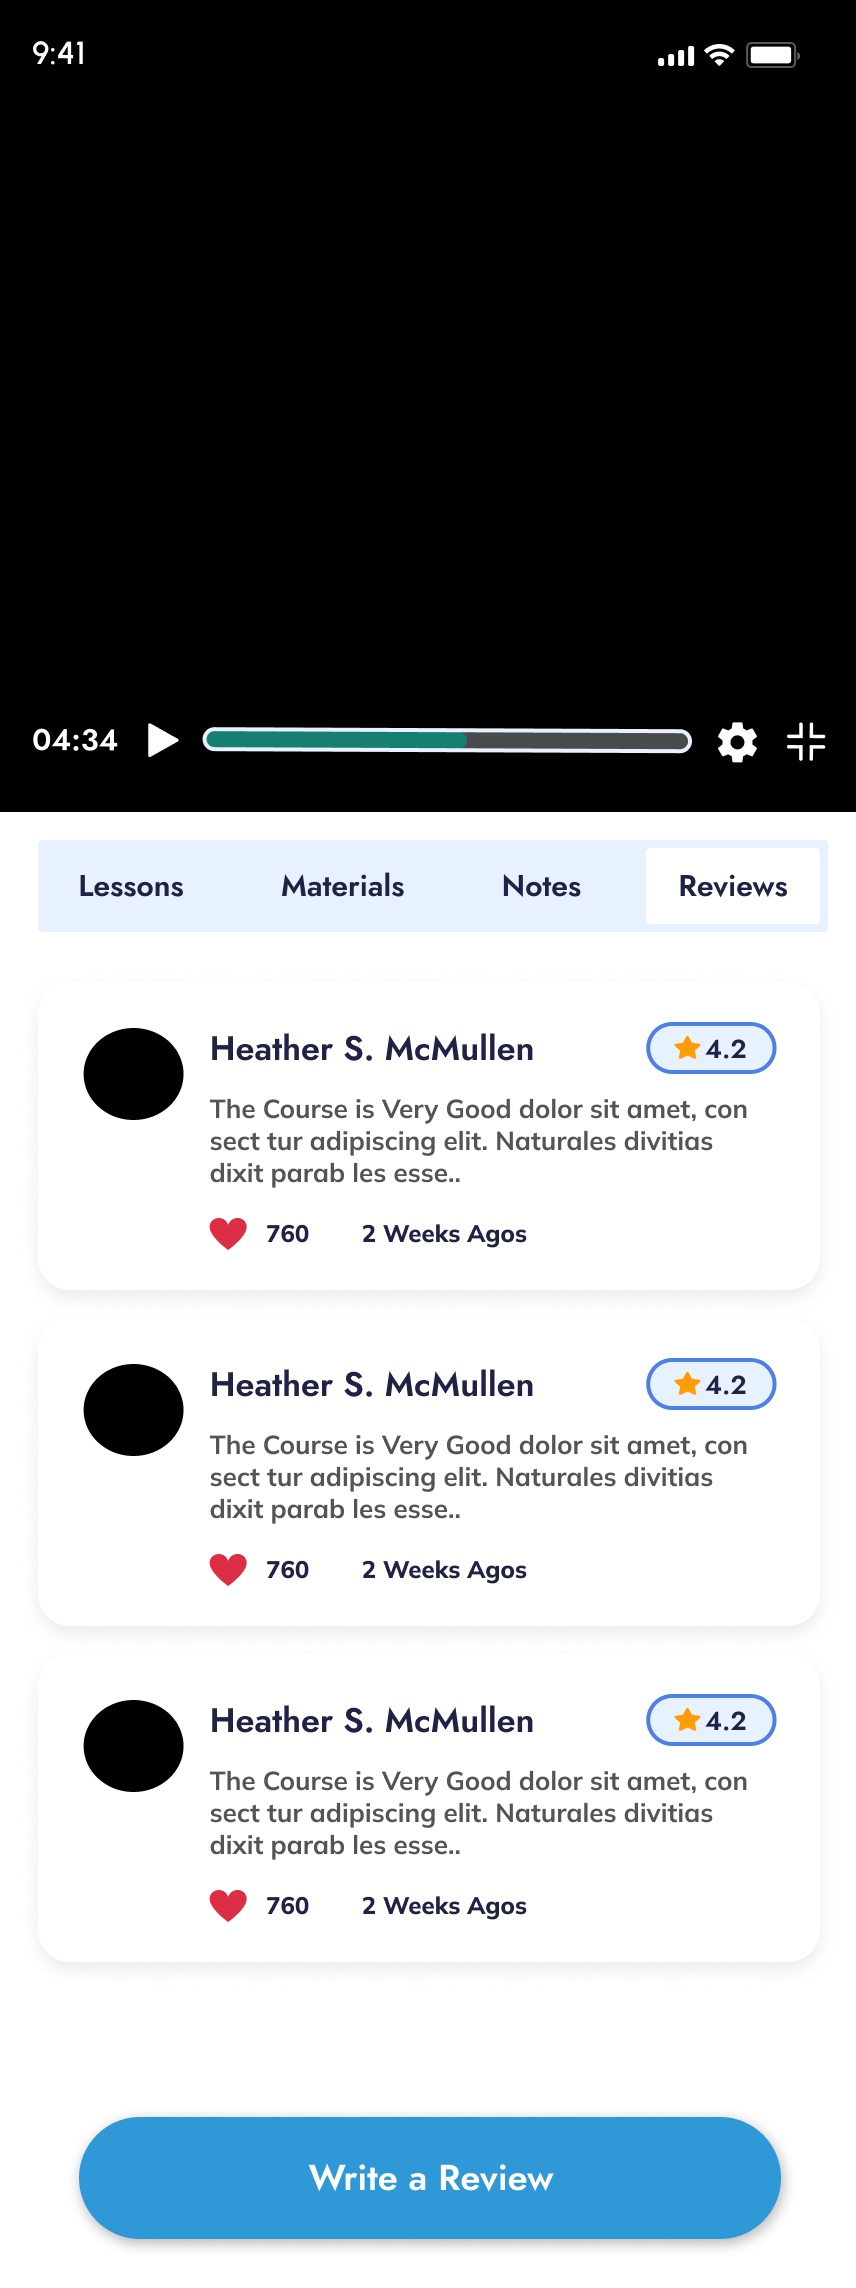 9:41
04:34
Lessons Materials Notes Reviews
Heather S. McMullen 4.2
The Course is Very Good dolor sit amet, con
sect tur adipiscing elit. Naturales divitias
dixit parab les esse..
760 2 Weeks Agos
Heather S. McMullen 4.2
The Course is Very Good dolor sit amet, con
sect tur adipiscing elit. Naturales divitias
dixit parab les esse..
760 2 Weeks Agos
Heather S. McMullen 4.2
The Course is Very Good dolor sit amet, con
sect tur adipiscing elit. Naturales divitias
dixit parab les esse..
760 2 Weeks Agos
Write a Review